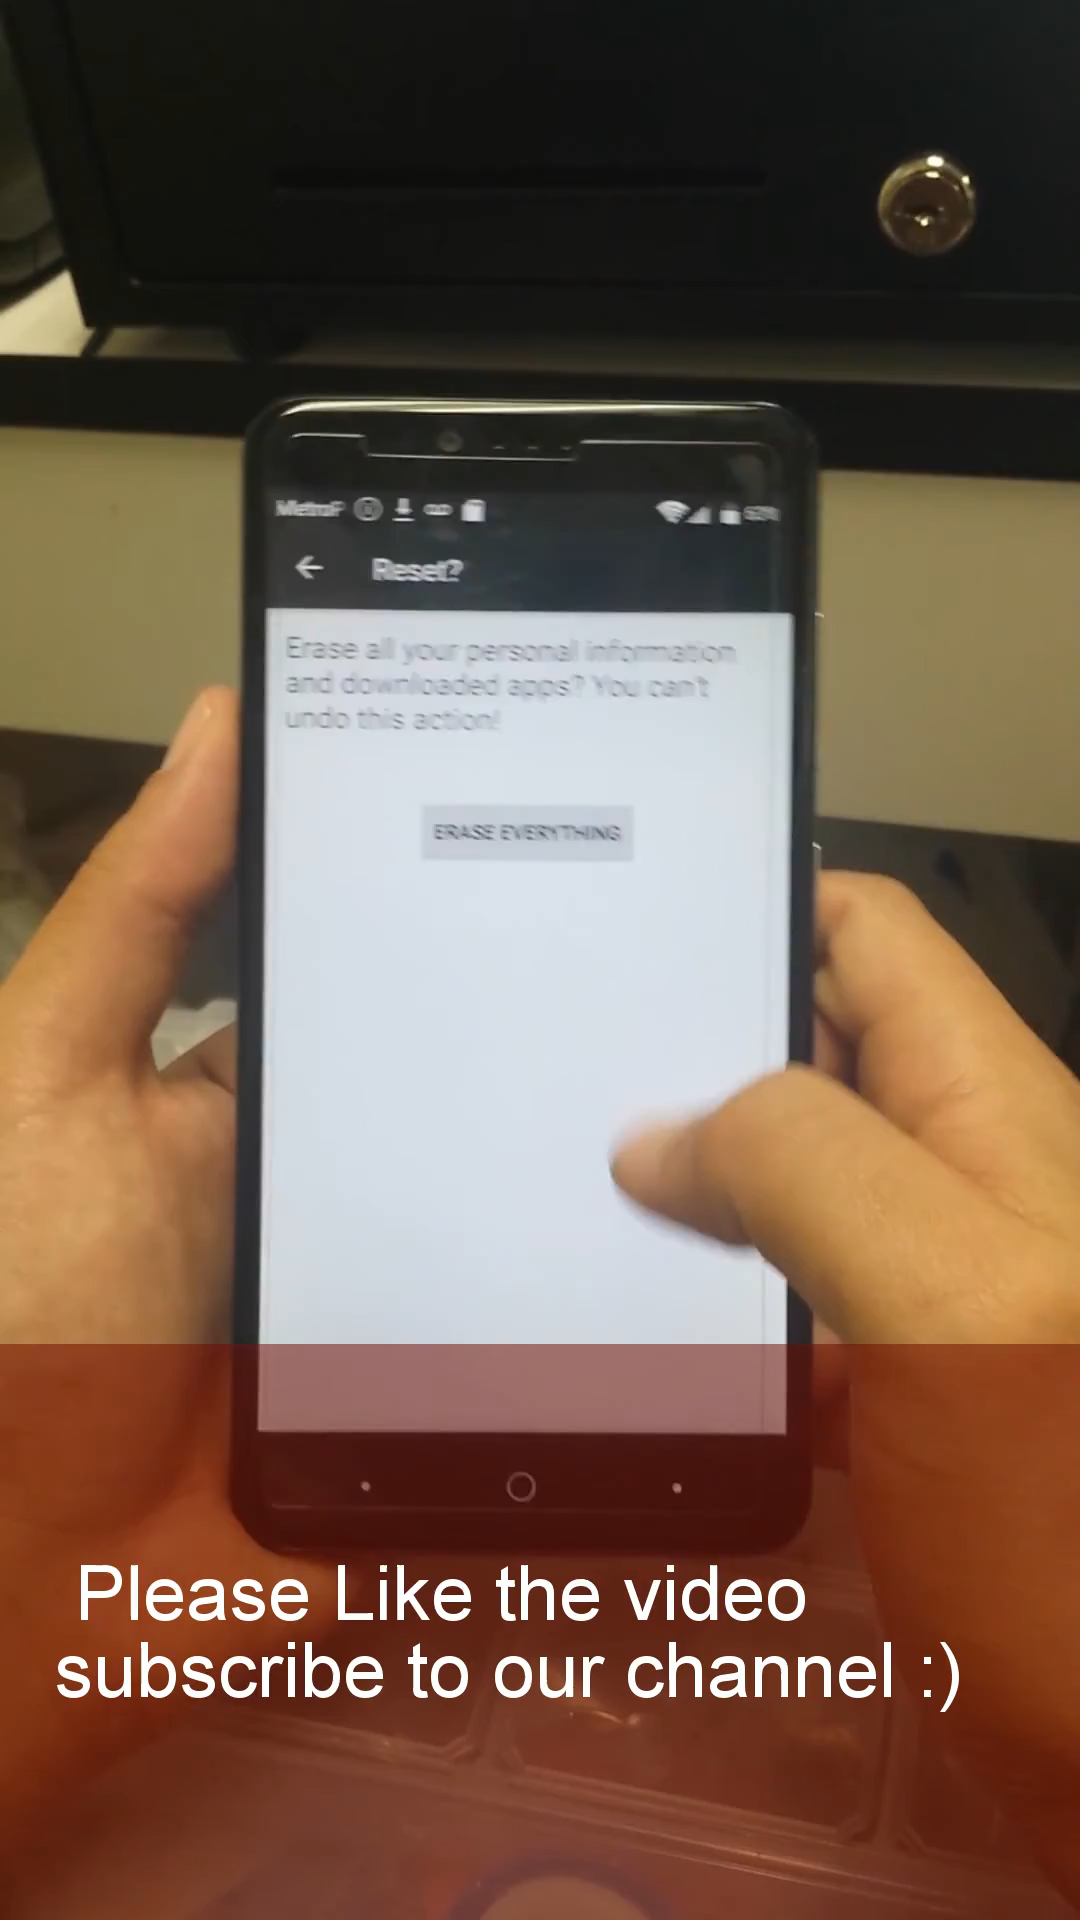 MetroP
Reset?
Erase all your personal information
and downloaded apps? You can't
undo this action!
ERASE EVERYTHING
Please Like the video
subscribe to our channel :)